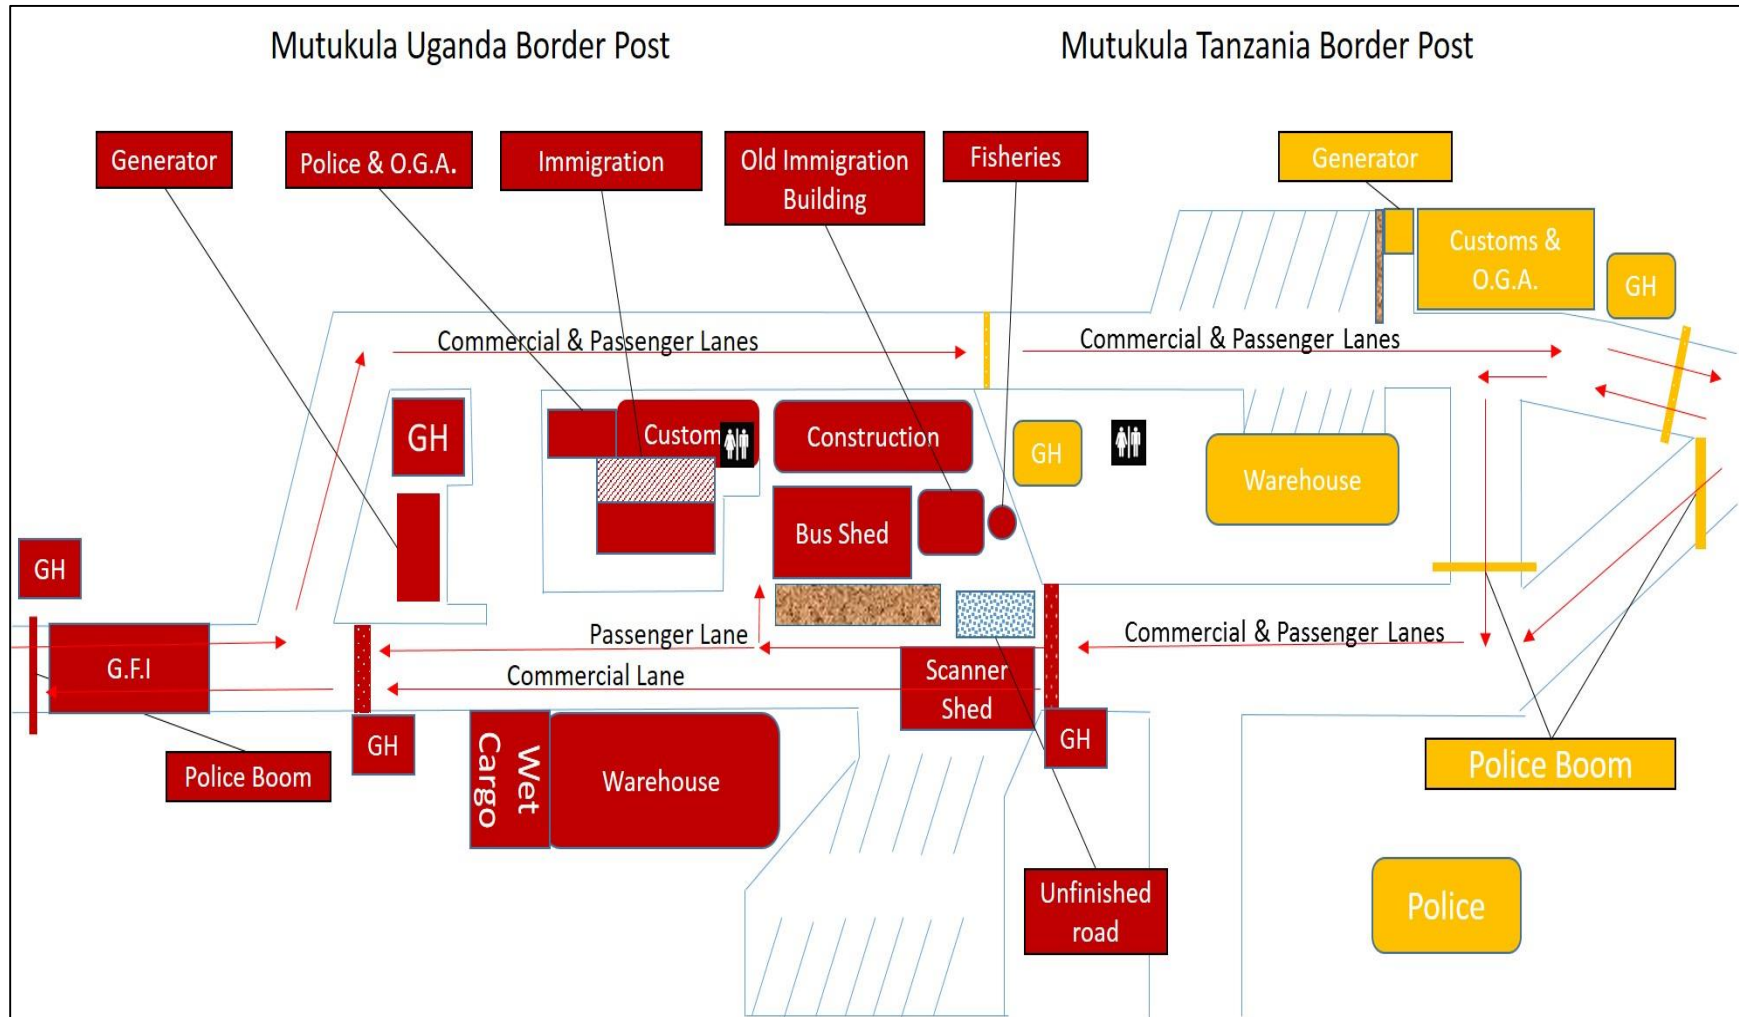 Mutukula Uganda Border Post
Mutukula Tanzania Border Post
Generator
Police & O.G.A.
Immigration
Old Immigration
Building
Fisheries
Generator
Customs &
O.G.A.
GH
Commercial & Passenger Lanes
Commercial & Passenger Lanes
GH
Custom
Construction
GH
Warehouse
Bus Shed
GH
Passenger Lane
Commercial & Passenger Lanes
G.F.I
Commercial Lane
Scanner
Shed
GH
GH
Police Boom
Wet
Cargo
Warehouse
Police Boom
Unfinished
road
Police